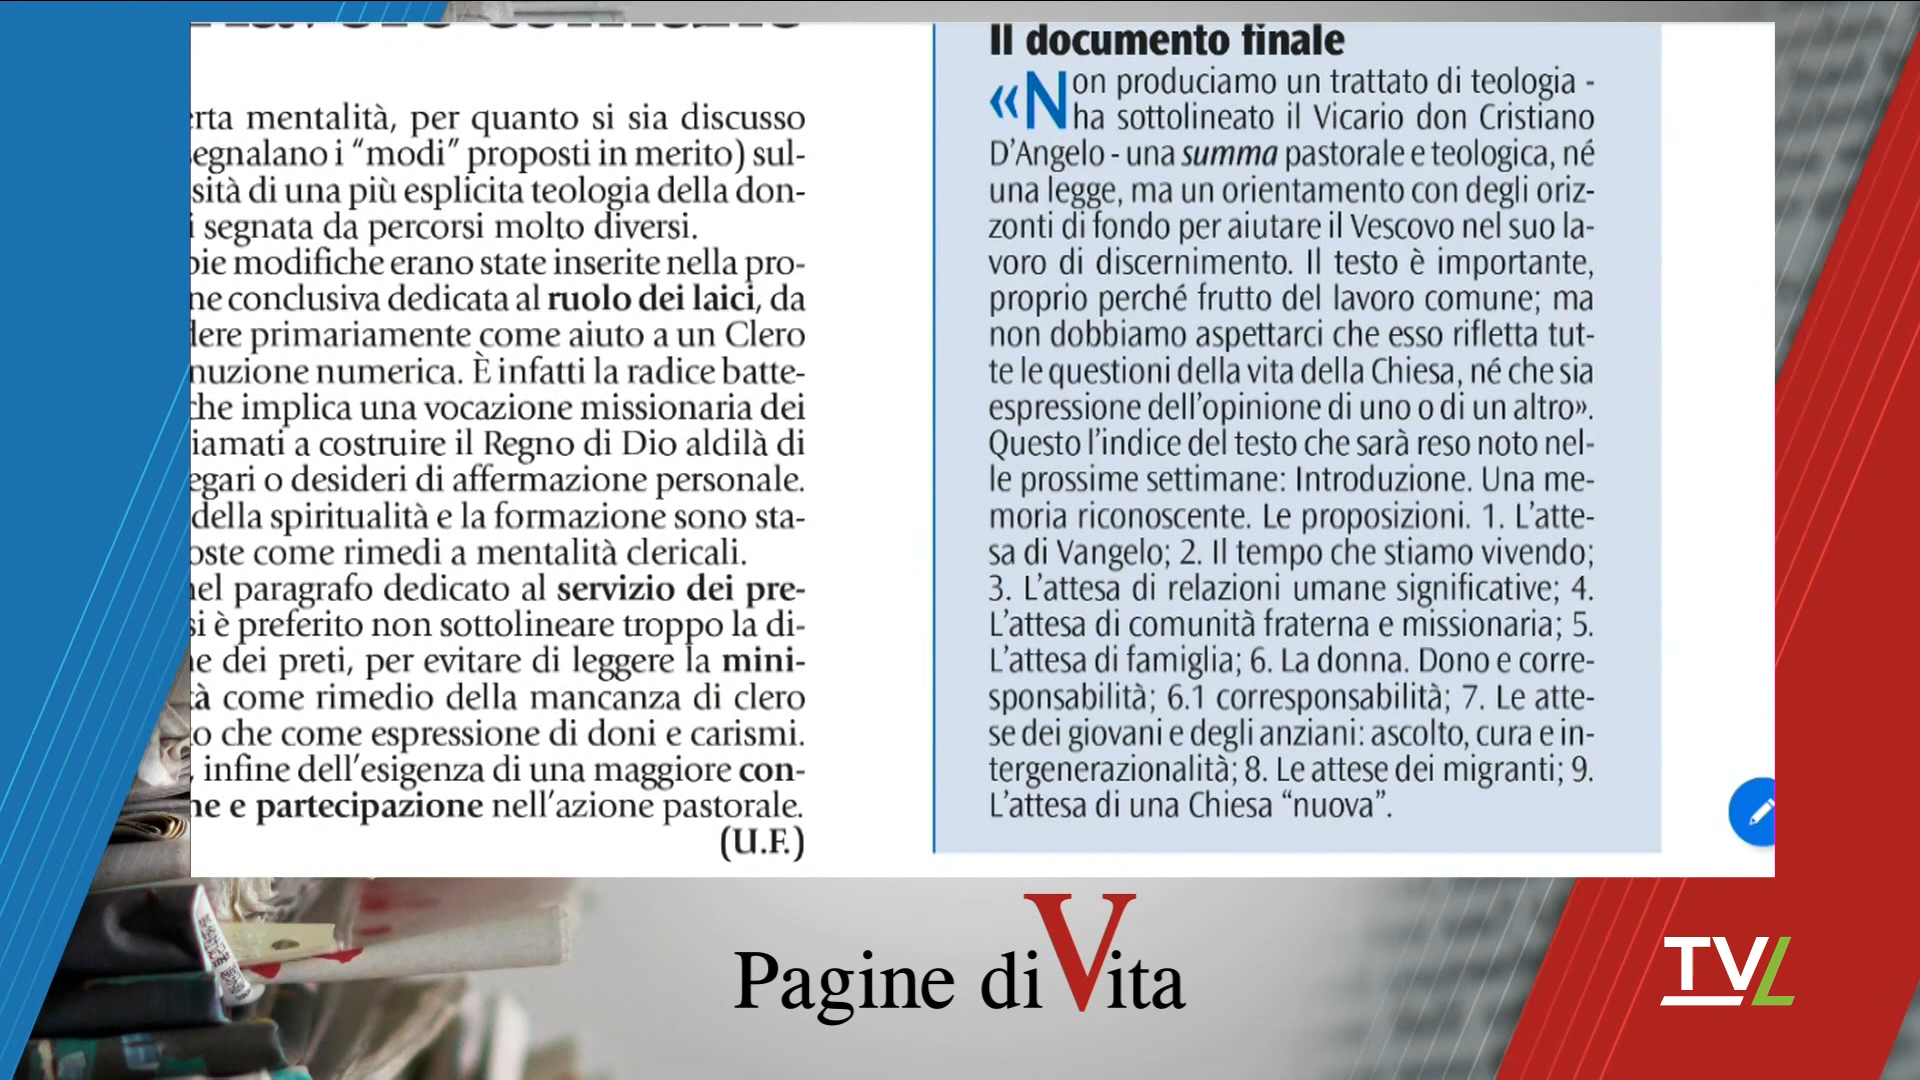 mentalità, per quanto si sia discusso
i “modi” proposti in merito) sul-
di una più esplicita teologia della don-
segnata da percorsi molto diversi.
modifiche erano state inserite nella pro-
conclusiva dedicata al ruolo dei laici, da
primariamente come aiuto a un Clero
numerica. È infatti la radice batte-
implica una vocazione missionaria dei
a costruire il Regno di Dio aldilà di
o desideri di affermazione personale.
della spiritualità e la formazione sono sta-
come rimedi a mentalità clericali.
paragrafo dedicato al servizio dei pre-
si è preferito non sottolineare troppo la di-
dei preti, per evitare di leggere la mini-
come rimedio della mancanza di clero
che come espressione di doni e carismi.
infine dell’esigenza di una maggiore con-
e partecipazione nell’azione pastorale.
(U.F.)
Il documento finale
«Non produciamo un trattato di teologia -
ha sottolineato il Vicario don Cristiano
D’Angelo - una summa pastorale e teologica, né
una legge, ma un orientamento con degli oriz-
zonti di fondo per aiutare il Vescovo nel suo la-
voro di discernimento. Il testo è importante,
proprio perché frutto del lavoro comune; ma
non dobbiamo aspettarci che esso rifletta tut-
te le questioni della vita della Chiesa, né che sia
espressione dell’opinione di uno o di un altro».
Questo l’indice del testo che sarà reso noto nel-
le prossime settimane: Introduzione. Una me-
moria riconoscente. Le proposizioni. 1. L’atte-
sa di Vangelo; 2. Il tempo che stiamo vivendo;
3. L’attesa di relazioni umane significative; 4.
L’attesa di comunità fraterna e missionaria; 5.
L’attesa di famiglia; 6. La donna. Dono e corre-
sponsabilità; 6.1 corresponsabilità; 7. Le atte-
se dei giovani e degli anziani: ascolto, cura e in-
tergenerazionalità; 8. Le attese dei migranti; 9.
L’attesa di una Chiesa “nuova”.
Pagine di Vita
TVL